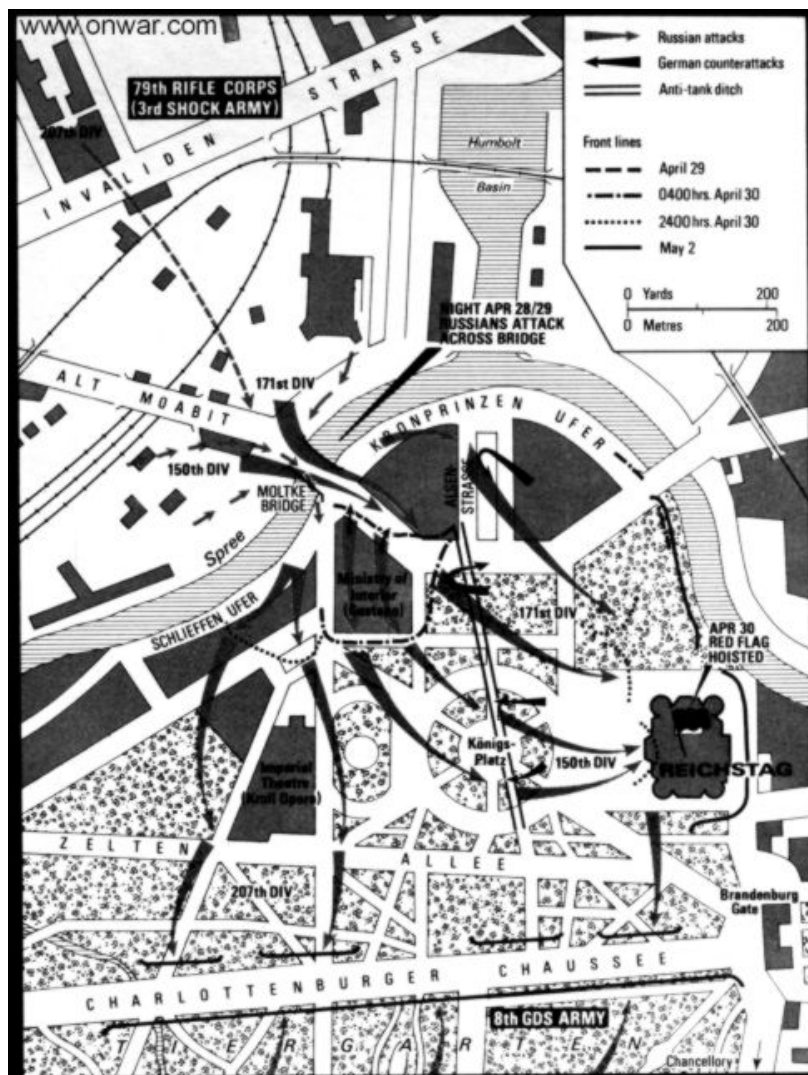 www.onwar.com
79th RIFLE CORPS
(3rd SHOCK ARMY)
207th DIV
INVALIDEN STRASSE
Humbolt
Basin
Russian attacks
German counterattacks
Anti-tank ditch
Front lines
April 29
0400hrs. April 30
2400 hrs. April 30
May 2
0 Yards 200
0 Metres 200
NIGHT APR 28/29
RUSSIANS ATTACK
ACROSS BRIDGE
ALT MOABIT
171st DIV
KRONPRINZEN UFER
150th DIV
MOLTKE
BRIDGE
ALSEN-
STRASSE
Spree
Ministry of
Interior
(Gestapo)
SCHLIEFFEN UFER
171st DIV
APR 30
RED FLAG
HOISTED
Königs-
Platz
150th DIV
REICHSTAG
Imperial
Theatre
(Kroll Opera)
ZELTEN ALLEE
207th DIV
Brandenburg
Gate
CHARLOTTENBURGER CHAUSSEE
8th GDS ARMY
TIERGARTEN
Chancellory